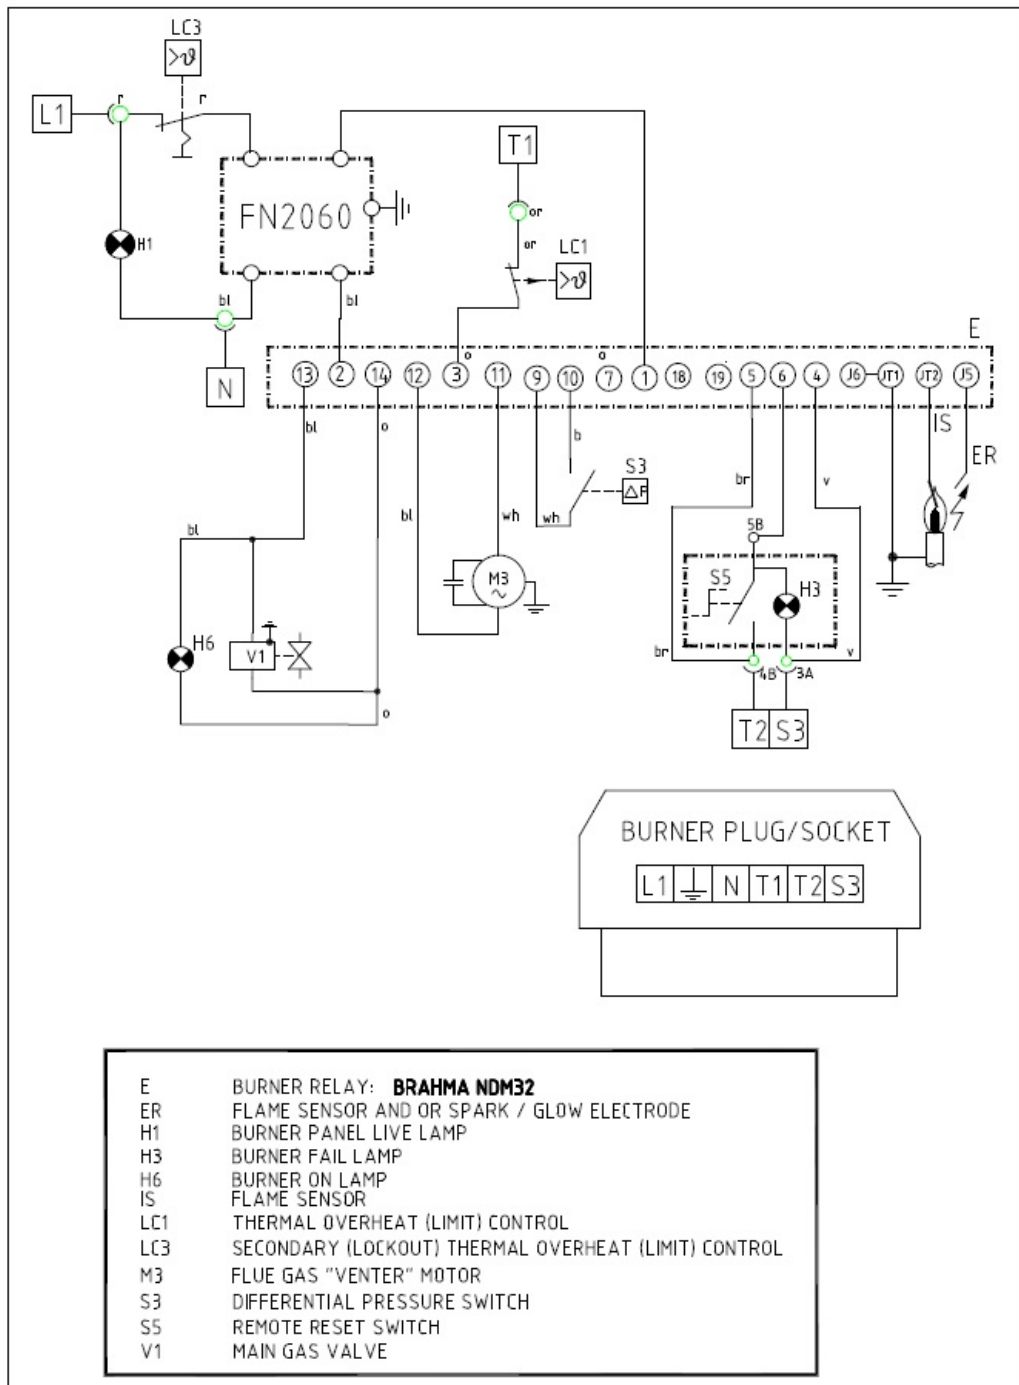 LC3
>ϑ
L1
r
r
T1
FN2060
or
or
H1
LC1
>ϑ
bl
bl
N
E
o
o
13 2 14 12 3 11 9 10 7 1 18 19 5 6 4 J6 JT1 JT2 J5
IS
bl
o
b
ER
S3
br
v
bl
bl
wh
wh
5B
S5
M3
~
H3
H6
V1
br
v
4B
3A
o
T2 S3
BURNER PLUG/SOCKET
L1 N T1 T2 S3
E BURNER RELAY: BRAHMA NDM32
ER FLAME SENSOR AND OR SPARK / GLOW ELECTRODE
H1 BURNER PANEL LIVE LAMP
H3 BURNER FAIL LAMP
H6 BURNER ON LAMP
IS FLAME SENSOR
LC1 THERMAL OVERHEAT (LIMIT) CONTROL
LC3 SECONDARY (LOCKOUT) THERMAL OVERHEAT (LIMIT) CONTROL
M3 FLUE GAS "VENTER" MOTOR
S3 DIFFERENTIAL PRESSURE SWITCH
S5 REMOTE RESET SWITCH
V1 MAIN GAS VALVE